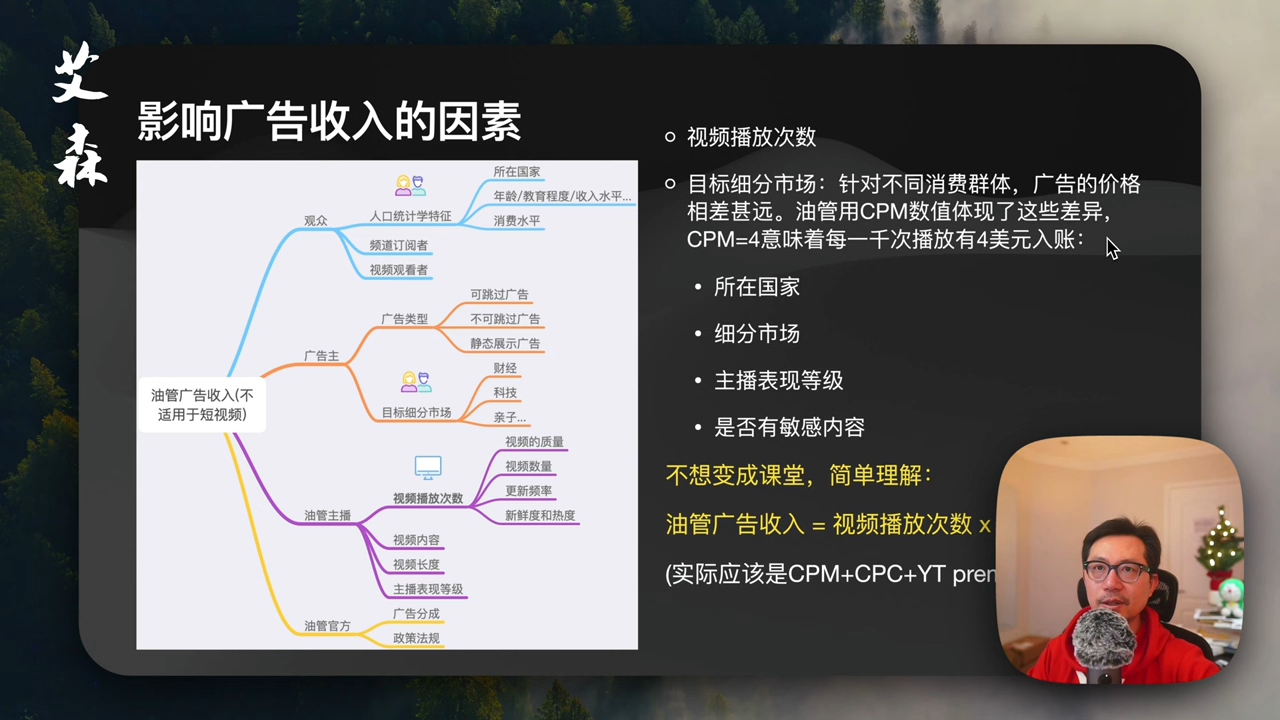 艾森
影响广告收入的因素
油管广告收入(不
适用于短视频)
观众
人口统计学特征
所在国家
年龄/教育程度/收入水平...
消费水平
频道订阅者
视频观看者
广告主
广告类型
可跳过广告
不可跳过广告
静态展示广告
目标细分市场
财经
科技
亲子...
油管主播
视频播放次数
视频的质量
视频数量
更新频率
新鲜度和热度
视频内容
视频长度
主播表现等级
油管官方
广告分成
政策法规
视频播放次数
目标细分市场：针对不同消费群体，广告的价格
相差甚远。油管用CPM数值体现了这些差异，
CPM=4意味着每一千次播放有4美元入账：
• 所在国家
• 细分市场
• 主播表现等级
• 是否有敏感内容
不想变成课堂，简单理解：
油管广告收入 = 视频播放次数 x
(实际应该是CPM+CPC+YT prem